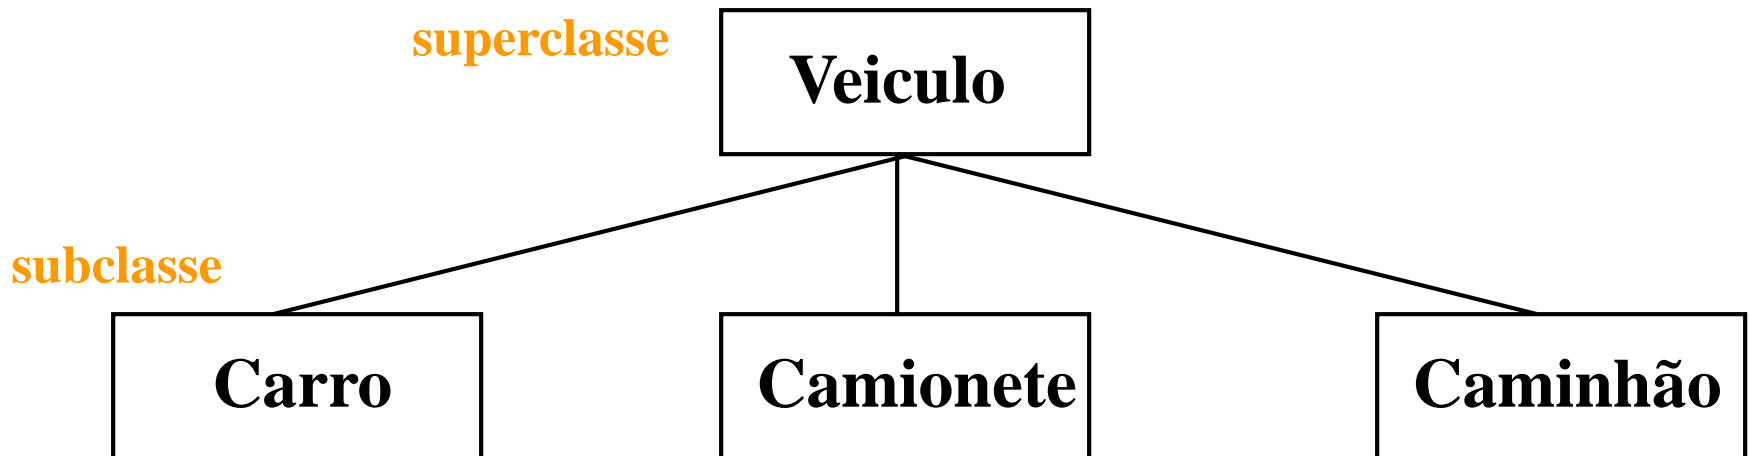 superclasse
Veiculo
subclasse
Carro
Camionete
Caminhão